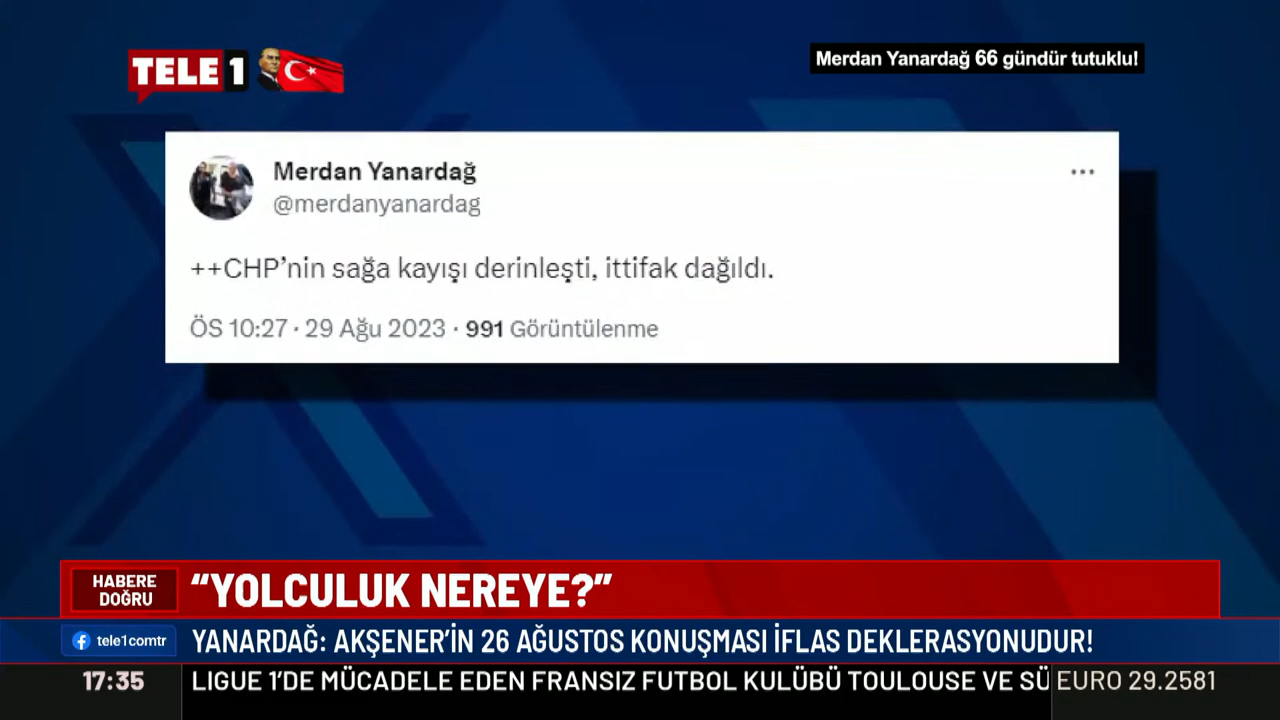 TELE 1
Merdan Yanardağ 66 gündür tutuklu!
Merdan Yanardağ
@merdanyanardag
++CHP’nin sağa kayışı derinleşti, ittifak dağıldı.
ÖS 10:27 · 29 Ağu 2023 · 991 Görüntülenme
HABERE
DOĞRU
“YOLCULUK NEREYE?”
tele1comtr
YANARDAĞ: AKŞENER’İN 26 AĞUSTOS KONUŞMASI İFLAS DEKLERASYONUDUR!
17:35
LIGUE 1’DE MÜCADELE EDEN FRANSIZ FUTBOL KULÜBÜ TOULOUSE VE SÜ
EURO 29.2581